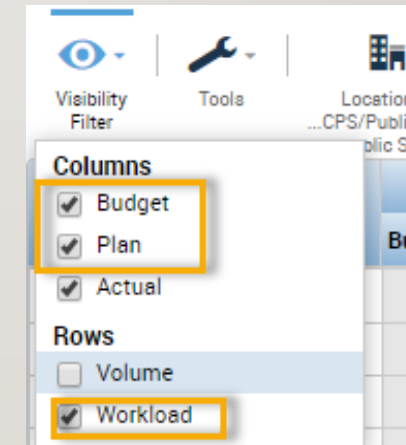 Visibility
Filter
Tools
Location
...CPS/Publi
blic S
Columns
Budget
Plan
Actual
Bu
Rows
Volume
Workload